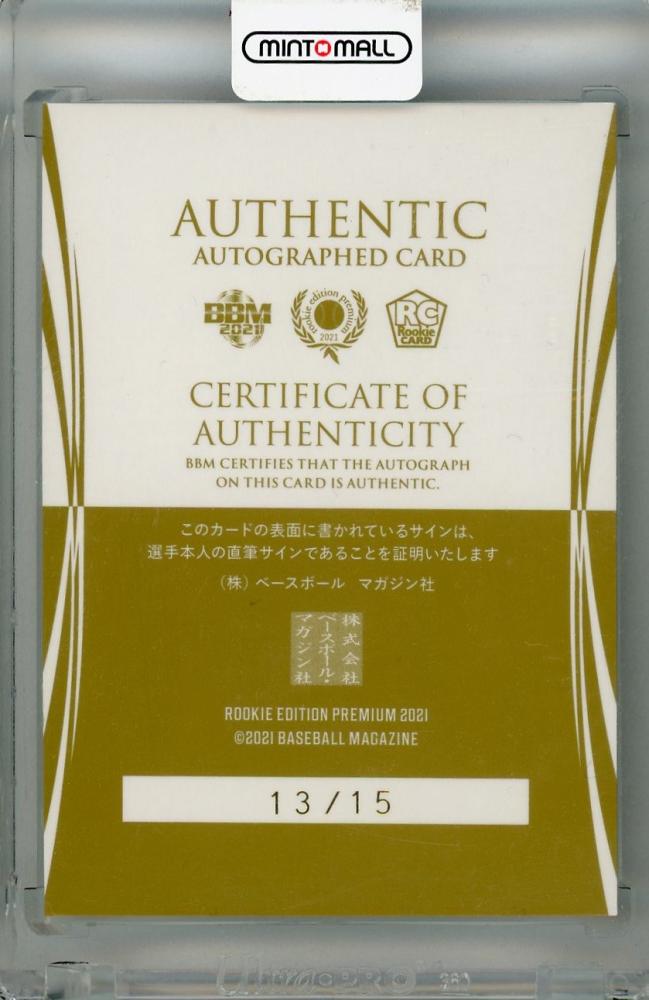 MINTMALL
AUTHENTIC
AUTOGRAPHED CARD
BBM
2021
rookie edition premium
2021
RC
Rookie
CARD
CERTIFICATE OF
AUTHENTICITY
BBM CERTIFIES THAT THE AUTOGRAPH
ON THIS CARD IS AUTHENTIC.
このカードの表面に書かれているサインは、
選手本人の直筆サインであることを証明いたします
（株）ベースボール マガジン社
株式会社
ベースボール・
マガジン社
ROOKIE EDITION PREMIUM 2021
©2021 BASEBALL MAGAZINE
13/15